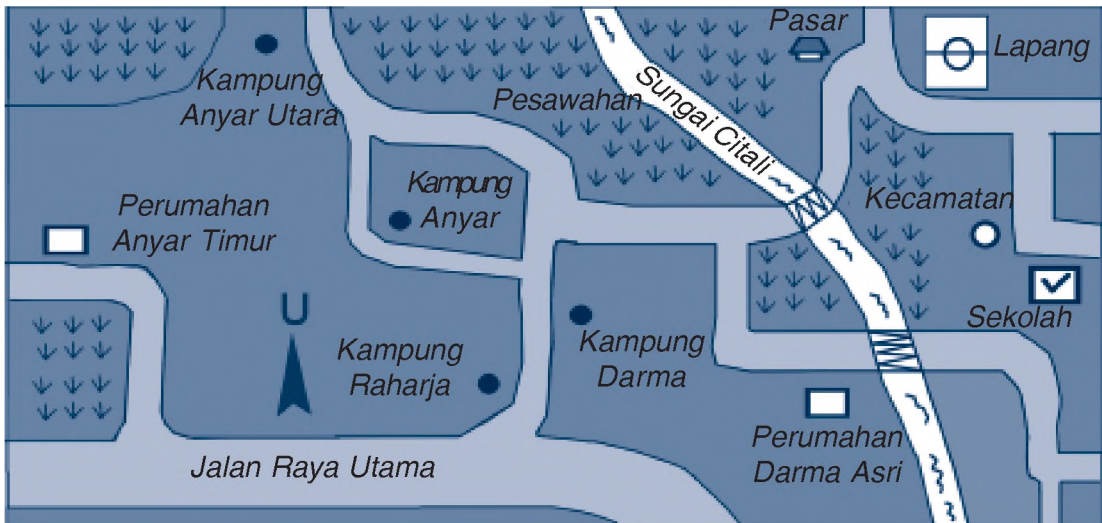 Pasar
Lapang
Kampung
Anyar Utara
Pesawahan
Sungai Citali
Kampung
Anyar
Kecamatan
Perumahan
Anyar Timur
U
Sekolah
Kampung
Raharja
Kampung
Darma
Perumahan
Darma Asri
Jalan Raya Utama